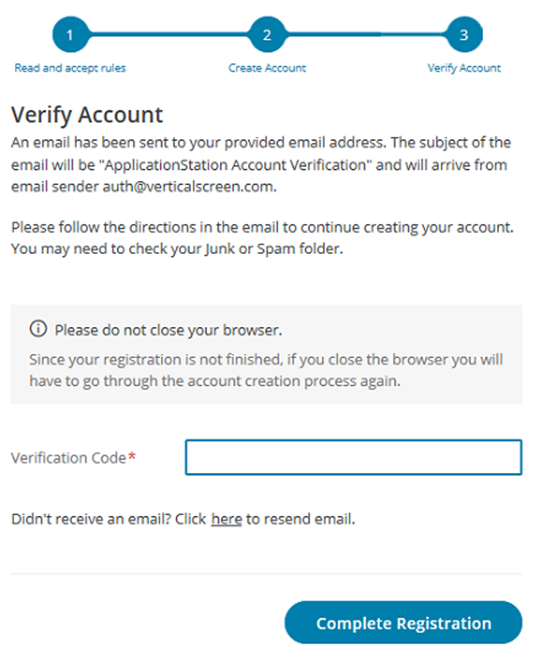 1 2 3
Read and accept rules Create Account Verify Account
Verify Account
An email has been sent to your provided email address. The subject of the
email will be "ApplicationStation Account Verification" and will arrive from
email sender auth@verticalscreen.com.
Please follow the directions in the email to continue creating your account.
You may need to check your Junk or Spam folder.
Please do not close your browser.
Since your registration is not finished, if you close the browser you will
have to go through the account creation process again.
Verification Code*
Didn't receive an email? Click here to resend email.
Complete Registration